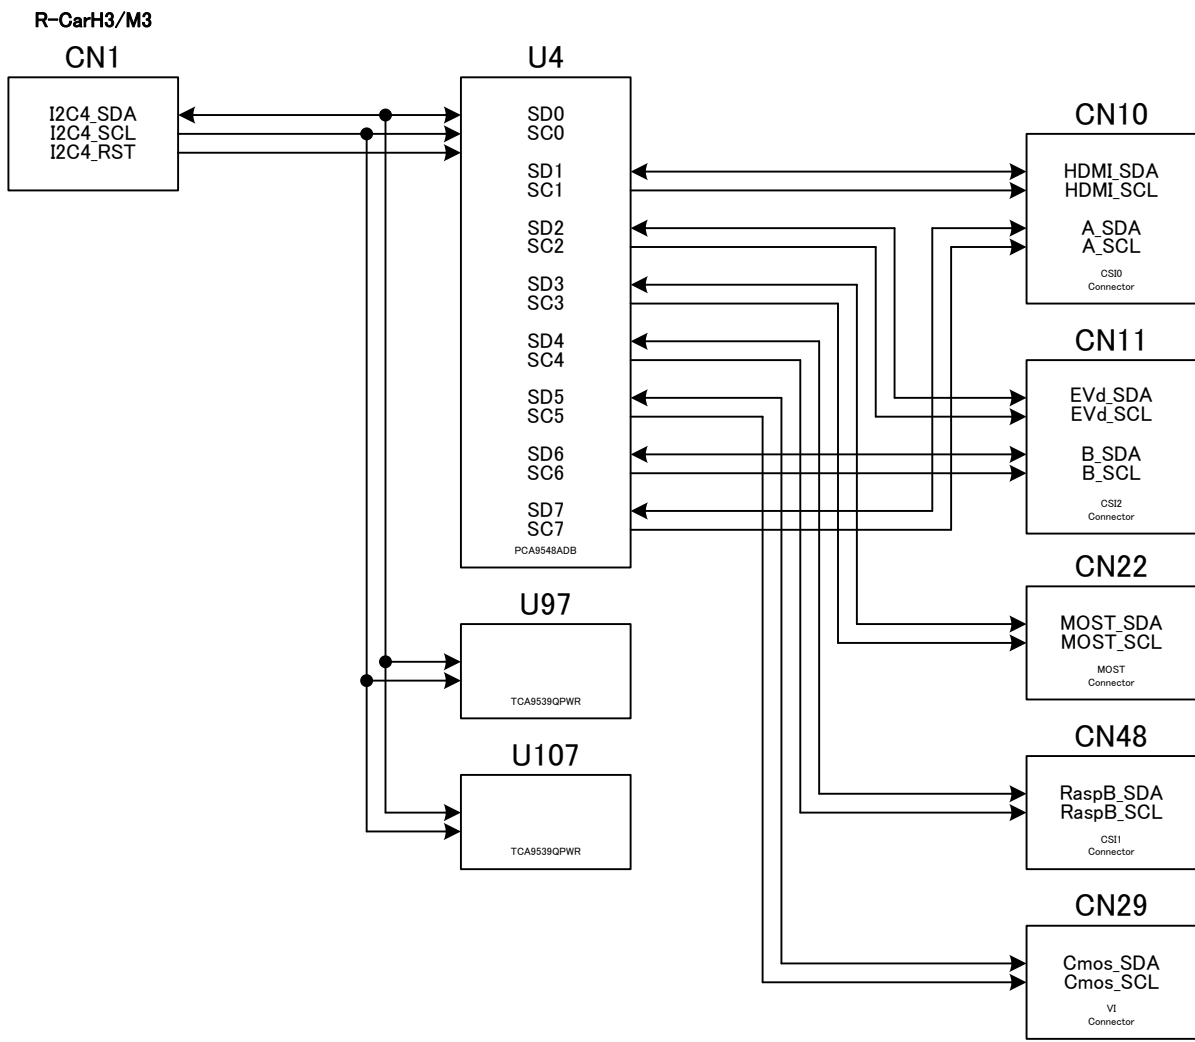 R-CarH3/M3
CN1
I2C4_SDA
I2C4_SCL
I2C4_RST
U4
SD0
SC0
SD1
SC1
SD2
SC2
SD3
SC3
SD4
SC4
SD5
SC5
SD6
SC6
SD7
SC7
PCA9548ADB
U97
TCA9539QPWR
U107
TCA9539QPWR
CN10
HDMI_SDA
HDMI_SCL
A_SDA
A_SCL
CSI0
Connector
CN11
EVd_SDA
EVd_SCL
B_SDA
B_SCL
CSI2
Connector
CN22
MOST_SDA
MOST_SCL
MOST
Connector
CN48
RaspB_SDA
RaspB_SCL
CSI1
Connector
CN29
Cmos_SDA
Cmos_SCL
VI
Connector